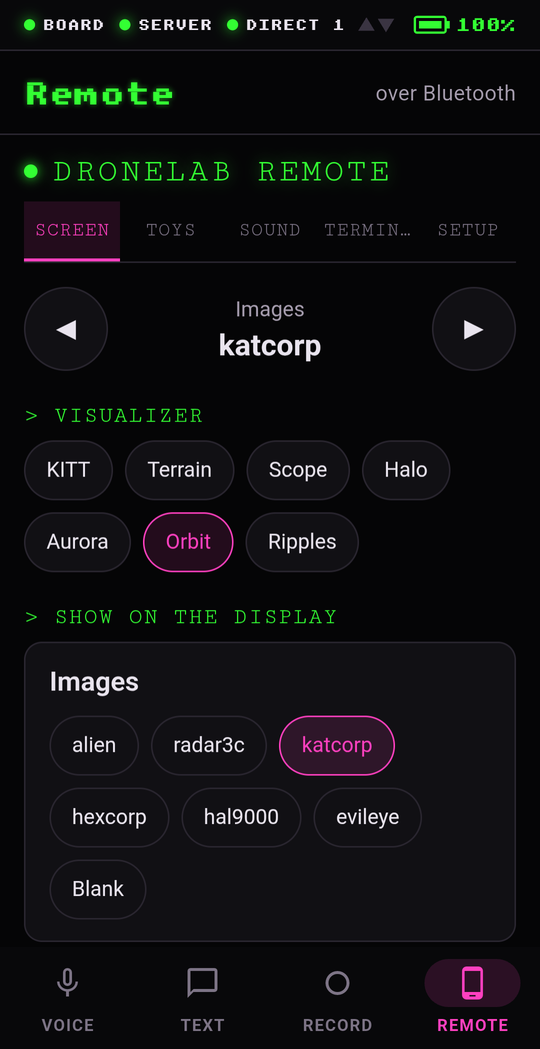 BOARD SERVER DIRECT 1 100%
Remote over Bluetooth
DRONELAB REMOTE
SCREEN TOYS SOUND TERMIN… SETUP
Images
katcorp
> VISUALIZER
KITT Terrain Scope Halo
Aurora Orbit Ripples
> SHOW ON THE DISPLAY
Images
alien radar3c katcorp
hexcorp hal9000 evileye
Blank
VOICE TEXT RECORD REMOTE